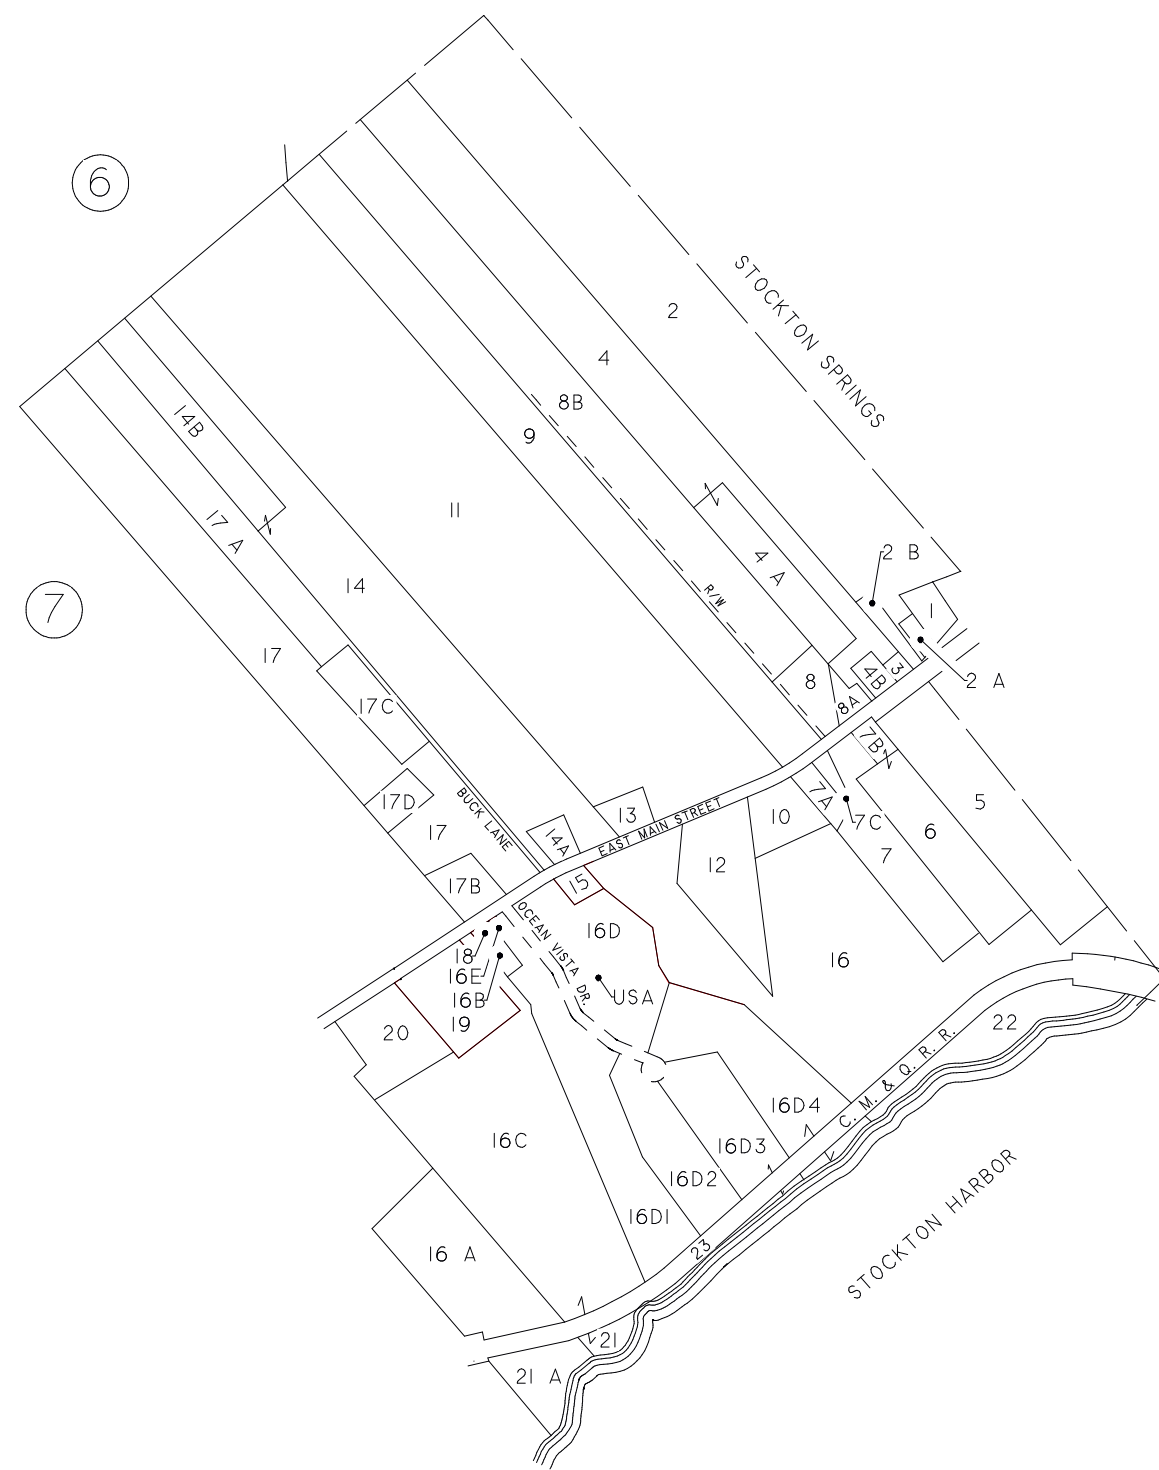 6
STOCKTON SPRINGS
2
4
8B
9
14B
11
17 A
4 A
2 B
14
R/W
7
1
17
3
4B
8
2 A
8A
17C
7B
BUCK LANE
17D
7A
5
13
EAST MAIN STREET
10
7C
17
6
14A
7
12
17B
15
OCEAN VISTA DR.
16D
18
16E
16
16B
USA
19
20
22
C. M. & Q. R. R.
16D4
16C
16D3
16D2
16D1
STOCKTON HARBOR
16 A
23
21
21 A